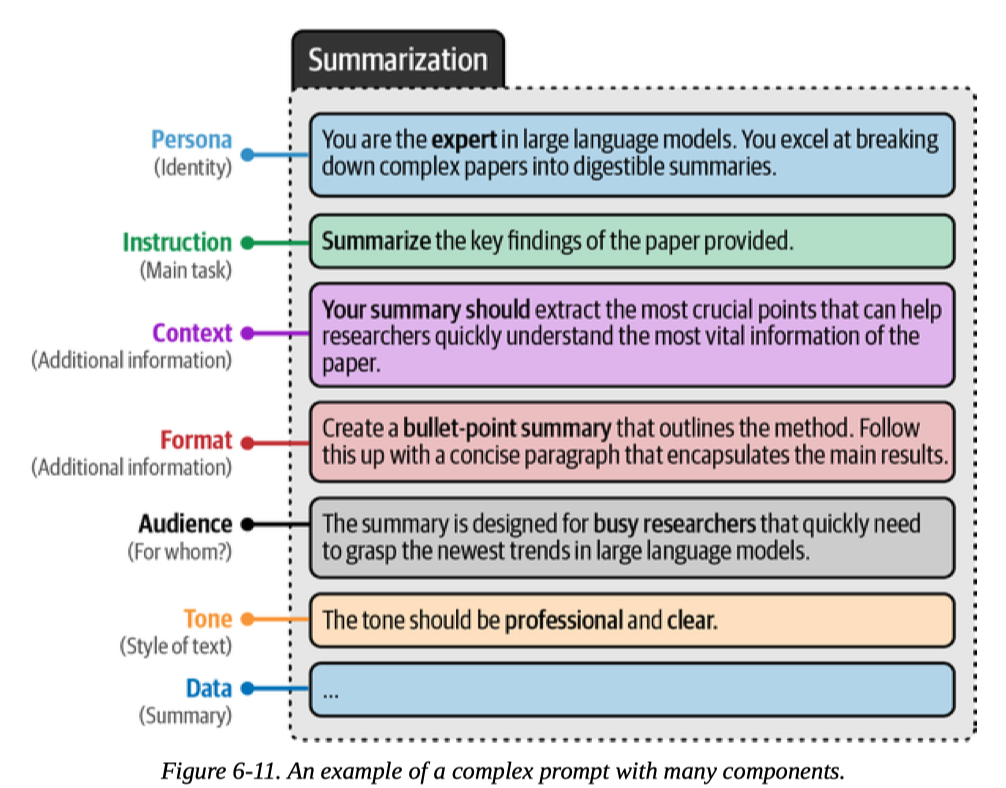 Summarization
Persona
(Identity)
You are the expert in large language models. You excel at breaking
down complex papers into digestible summaries.
Instruction
(Main task)
Summarize the key findings of the paper provided.
Context
(Additional information)
Your summary should extract the most crucial points that can help
researchers quickly understand the most vital information of the
paper.
Format
(Additional information)
Create a bullet-point summary that outlines the method. Follow
this up with a concise paragraph that encapsulates the main results.
Audience
(For whom?)
The summary is designed for busy researchers that quickly need
to grasp the newest trends in large language models.
Tone
(Style of text)
The tone should be professional and clear.
Data
(Summary)
...
Figure 6-11. An example of a complex prompt with many components.